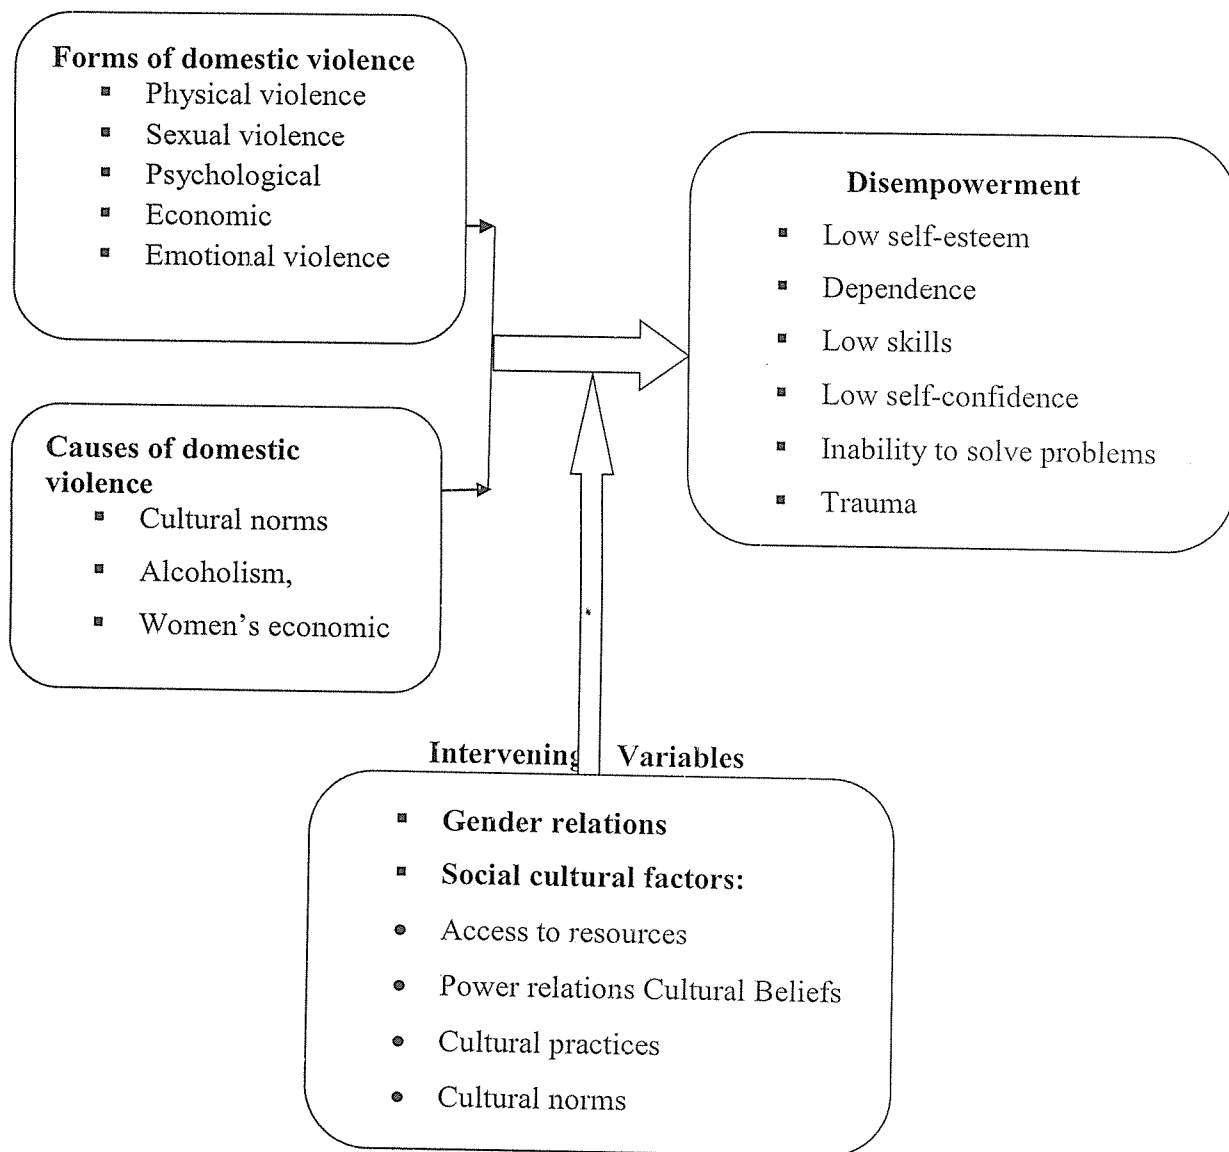 Forms of domestic violence
Physical violence
Sexual violence
Psychological
Economic
Emotional violence
Causes of domestic
violence
Cultural norms
Alcoholism,
Women's economic
Disempowerment
Low self-esteem
Dependence
Low skills
Low self-confidence
Inability to solve problems
Trauma
Intervening Variables
Gender relations
Social cultural factors:
Access to resources
Power relations Cultural Beliefs
Cultural practices
Cultural norms